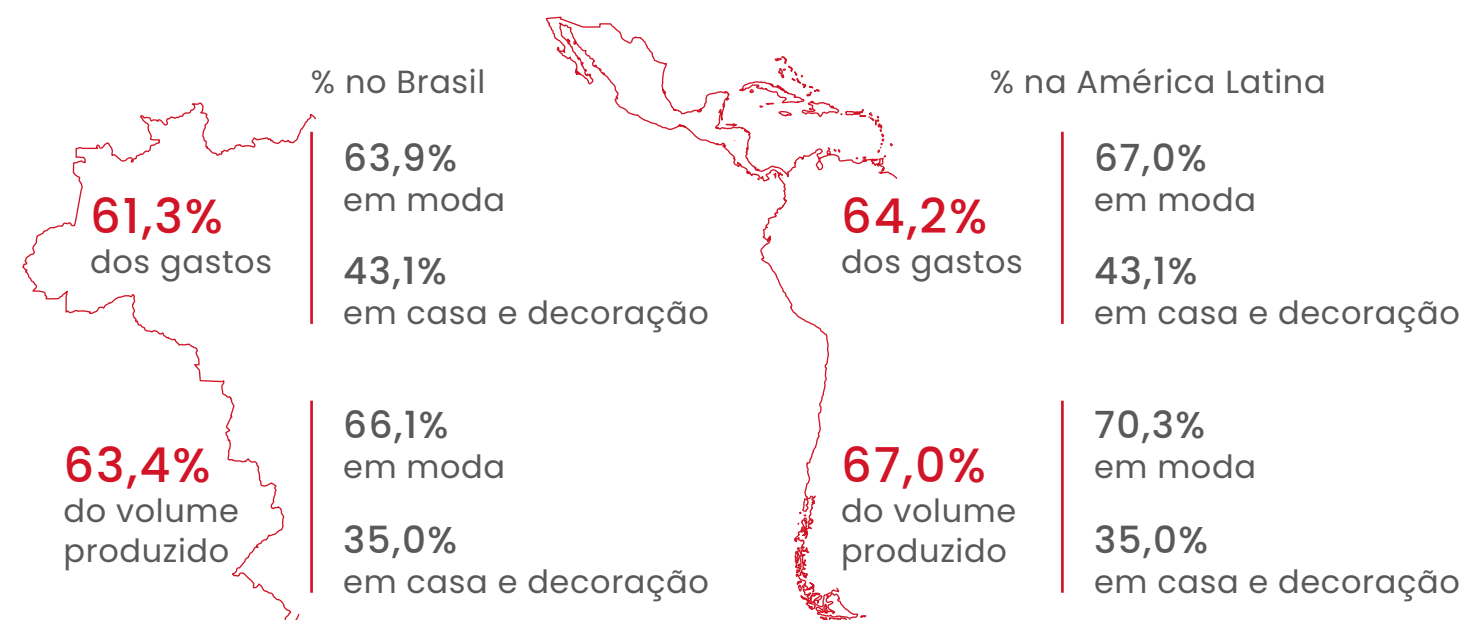 % no Brasil
61,3%
dos gastos
63,9%
em moda
43,1%
em casa e decoração
63,4%
do volume
produzido
66,1%
em moda
35,0%
em casa e decoração
% na América Latina
64,2%
dos gastos
67,0%
em moda
43,1%
em casa e decoração
67,0%
do volume
produzido
70,3%
em moda
35,0%
em casa e decoração